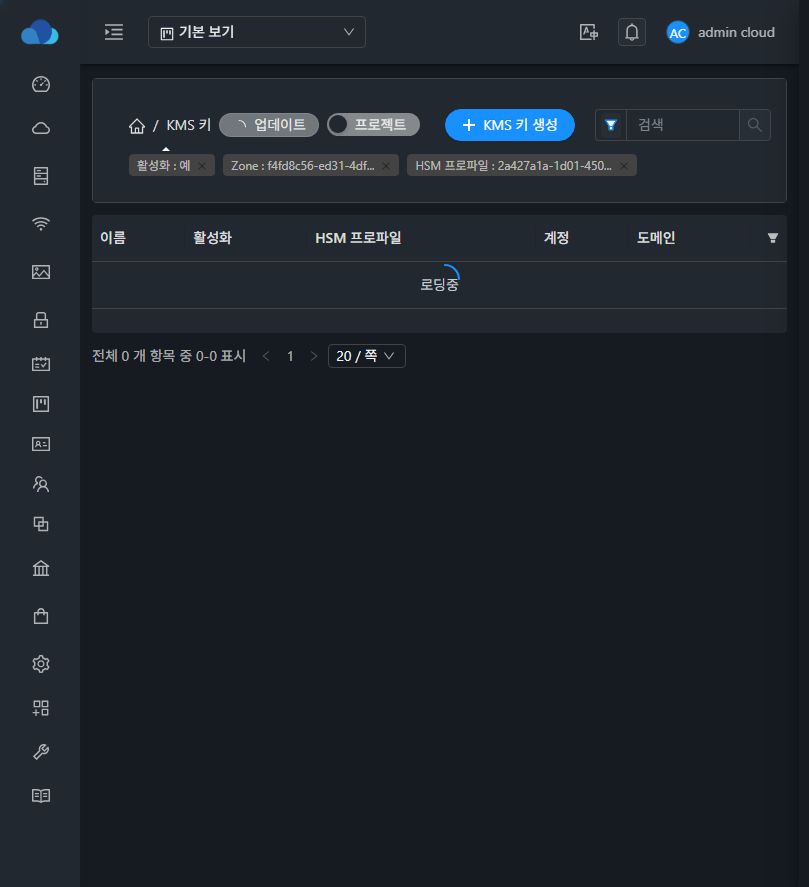 기본 보기
AC admin cloud
/ KMS 키 업데이트 프로젝트 + KMS 키 생성 검색
활성화 : 예 Zone : f4fd8c56-ed31-4df... HSM 프로파일 : 2a427a1a-1d01-450...
이름 활성화 HSM 프로파일 계정 도메인
로딩중
전체 0 개 항목 중 0-0 표시 < 1 > 20 / 쪽